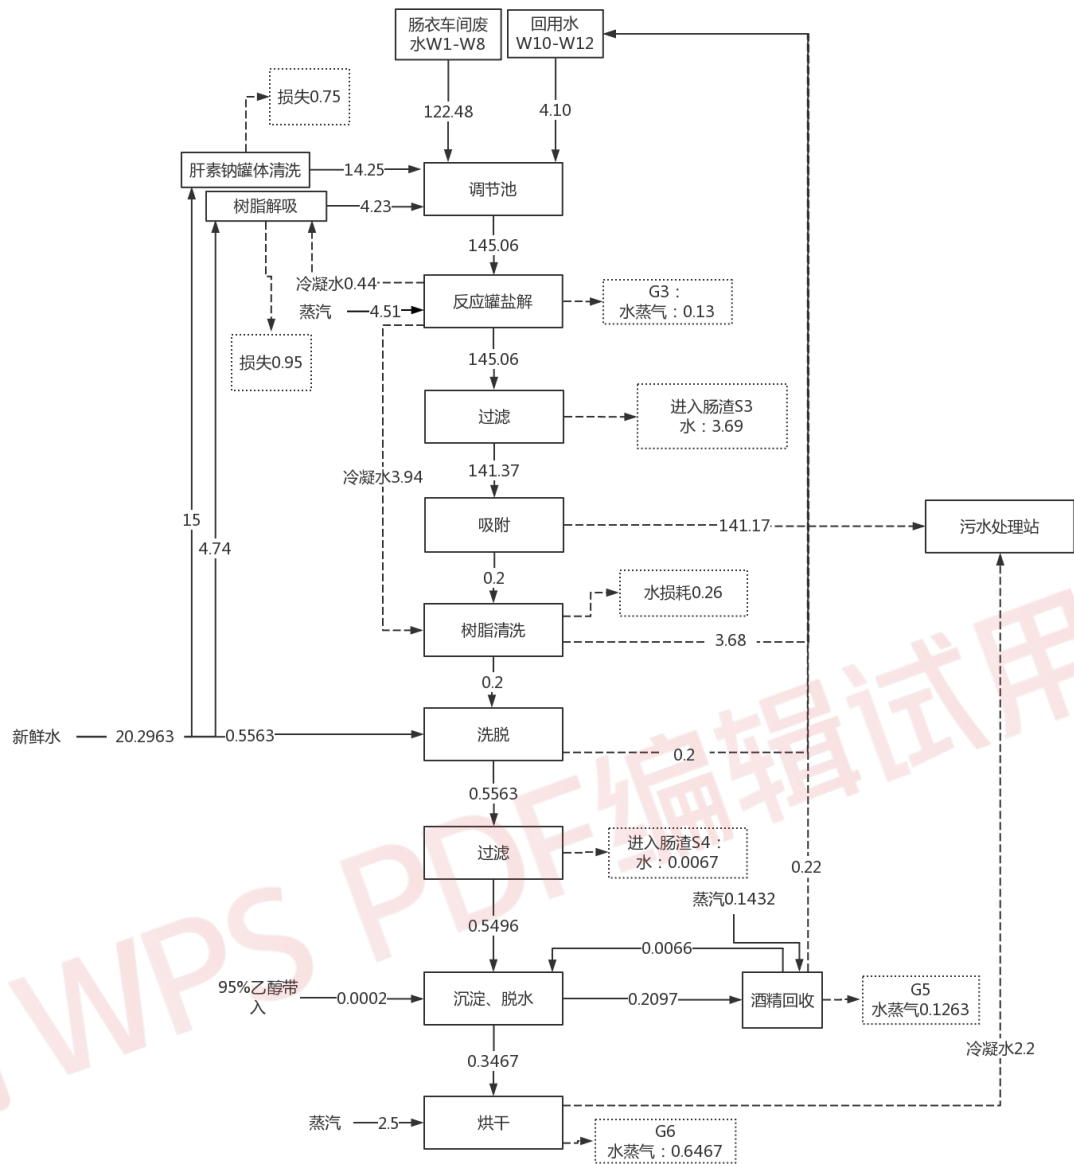 肠衣车间废
水W1-W8
回用水
W10-W12
损失0.75
122.48
4.10
肝素钠罐体清洗
14.25
调节池
树脂解吸
4.23
145.06
冷凝水0.44
反应罐盐解
G3：
水蒸气：0.13
蒸汽
4.51
损失0.95
145.06
过滤
进入肠渣S3
水：3.69
冷凝水3.94
141.37
15
4.74
吸附
141.17
污水处理站
0.2
水损耗0.26
树脂清洗
3.68
0.2
新鲜水
20.2963
0.5563
洗脱
0.2
0.5563
过滤
进入肠渣S4：
水：0.0067
0.22
蒸汽0.1432
0.5496
0.0066
95%乙醇带
入
0.0002
沉淀、脱水
0.2097
酒精回收
G5
水蒸气0.1263
0.3467
冷凝水2.2
蒸汽
2.5
烘干
G6
水蒸气：0.6467
WPS PDF编辑试用